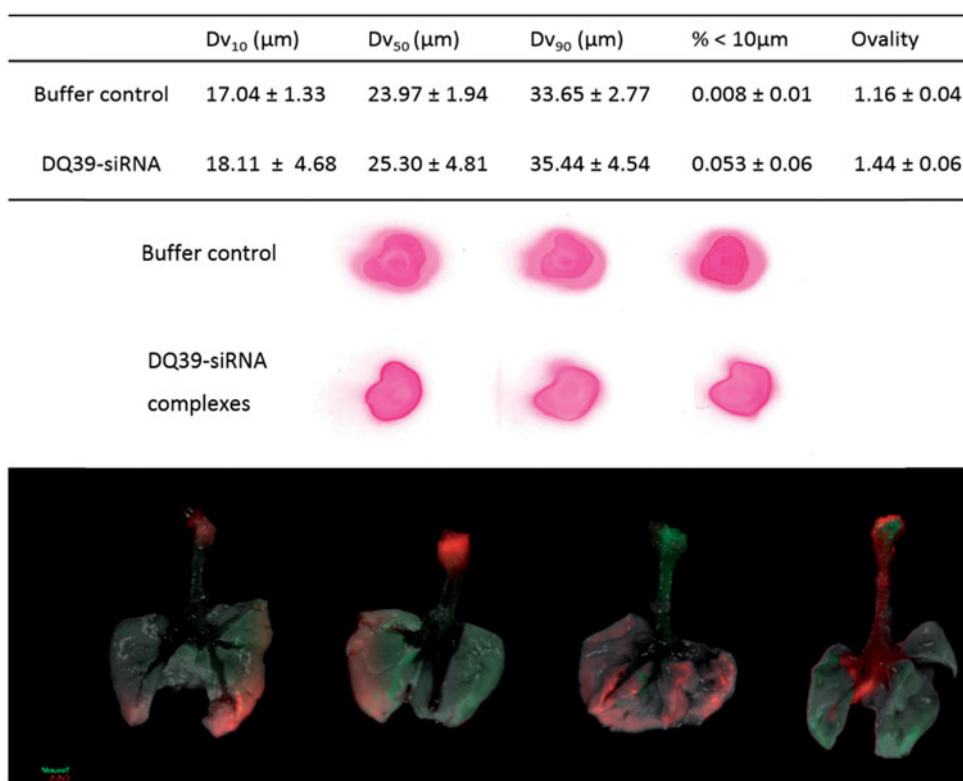 Dv₁₀ (μm) Dv₅₀ (μm) Dv₉₀ (μm) % < 10μm Ovality
Buffer control 17.04 ± 1.33 23.97 ± 1.94 33.65 ± 2.77 0.008 ± 0.01 1.16 ± 0.04
DQ39-siRNA 18.11 ± 4.68 25.30 ± 4.81 35.44 ± 4.54 0.053 ± 0.06 1.44 ± 0.06
Buffer control
DQ39-siRNA
complexes